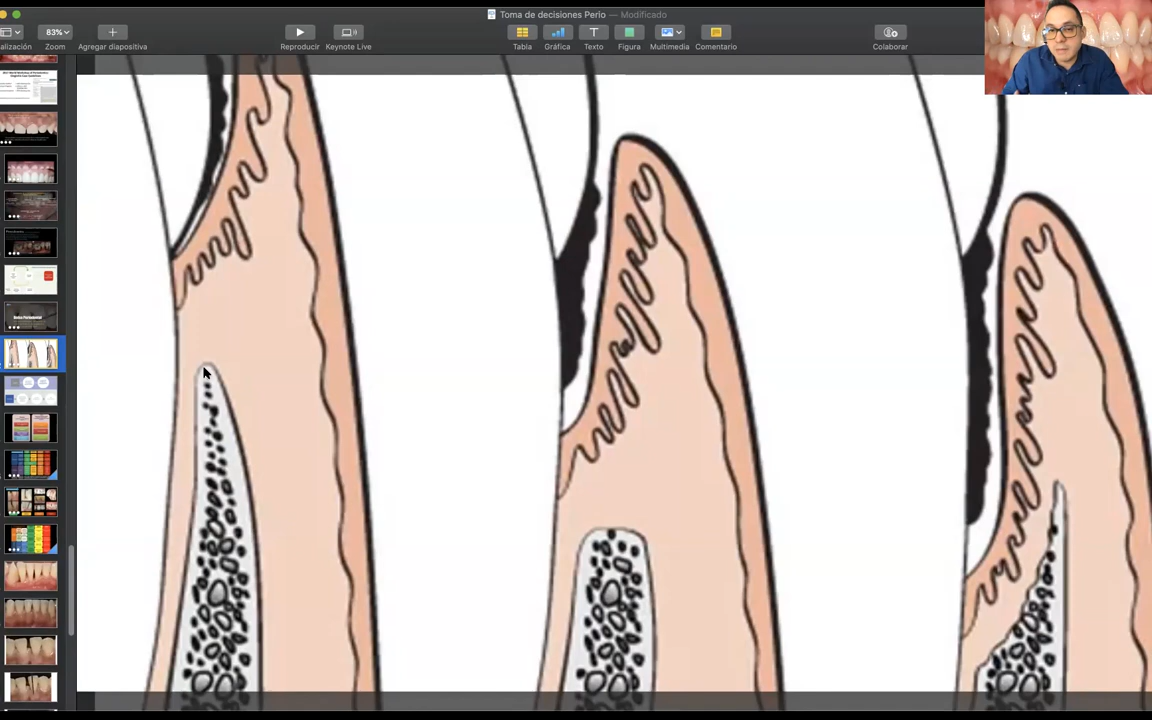 Toma de decisiones Perio — Modificado
alización
83%
Zoom
Agregar diapositiva
Reproducir
Keynote Live
Tabla
Gráfica
Texto
Figura
Multimedia
Comentario
Colaborar